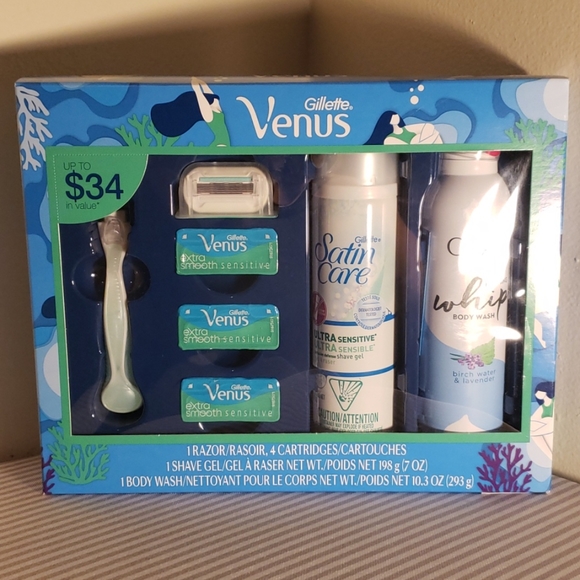 Gillette®
Venus
UP TO
$34
in value*
Gillette
Venus
extra
smooth sensitive
Gillette
Venus
extra
smooth sensitive
Gillette
Venus
extra
smooth sensitive
Gillette
Satin
Care
ULTRA SENSITIVE
ULTRA SENSIBLE
shave gel
CAUTION/ATTENTION
whip
BODY WASH
birch water
& lavender
1 RAZOR/RASOIR, 4 CARTRIDGES/CARTOUCHES
1 SHAVE GEL/GEL À RASER NET WT./POIDS NET 198 g (7 OZ)
1 BODY WASH/NETTOYANT POUR LE CORPS NET WT./POIDS NET 10.3 OZ (293 g)